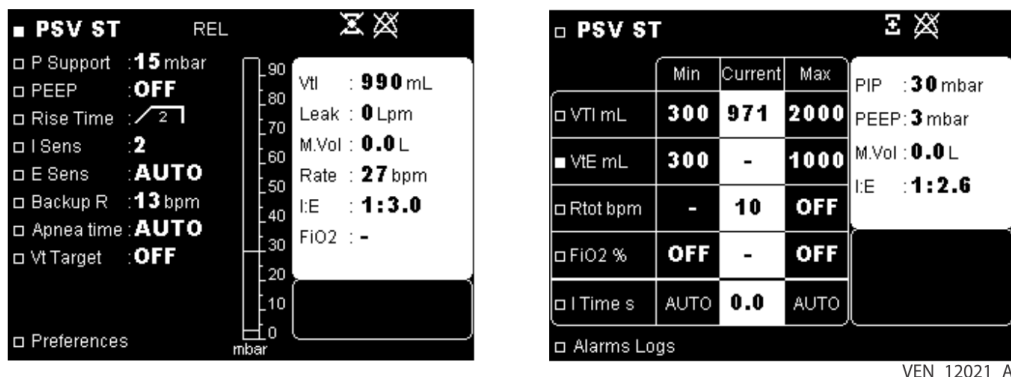 PSV ST REL
P Support :15 mbar
PEEP :OFF
Rise Time : 2
I Sens :2
E Sens :AUTO
Backup R :13 bpm
Apnea time :AUTO
Vt Target :OFF
Preferences
90
80
70
60
50
40
30
20
10
0
mbar
VtI : 990 mL
Leak : 0 Lpm
M.Vol : 0.0 L
Rate : 27 bpm
I:E : 1:3.0
FiO2 : -
PSV ST
Min Current Max
VTI mL 300 971 2000
VtE mL 300 - 1000
Rtot bpm - 10 OFF
FiO2 % OFF - OFF
I Time s AUTO 0.0 AUTO
Alarms Logs
PIP : 30 mbar
PEEP: 3 mbar
M.Vol : 0.0 L
I:E : 1:2.6
VEN_12021_A